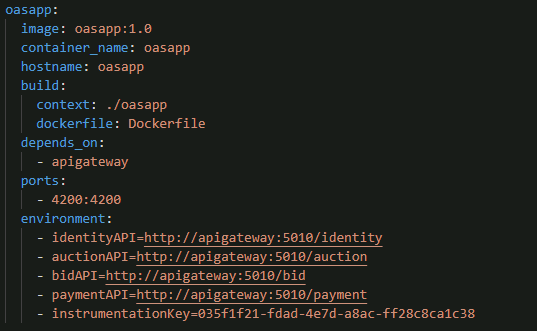 oasapp:
image: oasapp:1.0
container_name: oasapp
hostname: oasapp
build:
context: ./oasapp
dockerfile: Dockerfile
depends_on:
- apigateway
ports:
- 4200:4200
environment:
- identityAPI=http://apigateway:5010/identity
- auctionAPI=http://apigateway:5010/auction
- bidAPI=http://apigateway:5010/bid
- paymentAPI=http://apigateway:5010/payment
- instrumentationKey=035f1f21-fdad-4e7d-a8ac-ff28c8ca1c38